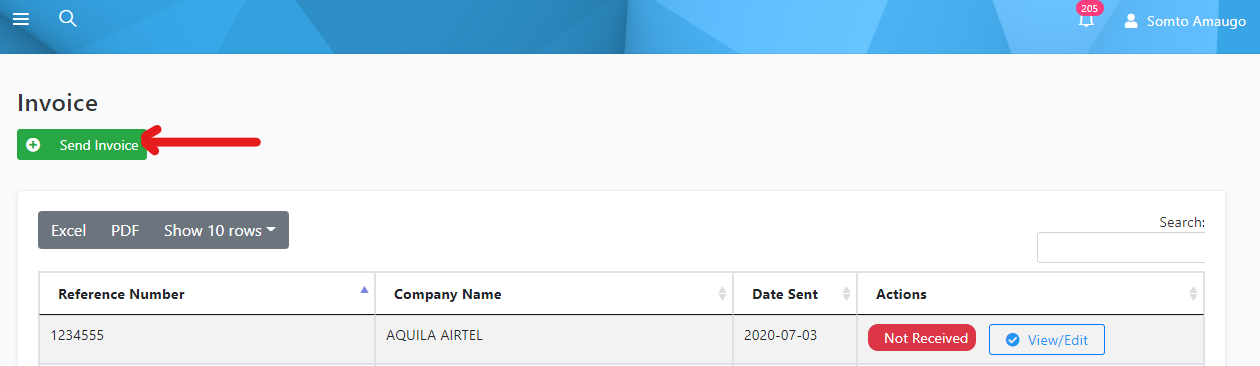 205
Somto Amaugo
Invoice
Send Invoice
Excel PDF Show 10 rows
Search:
Reference Number Company Name Date Sent Actions
1234555 AQUILA AIRTEL 2020-07-03 Not Received View/Edit